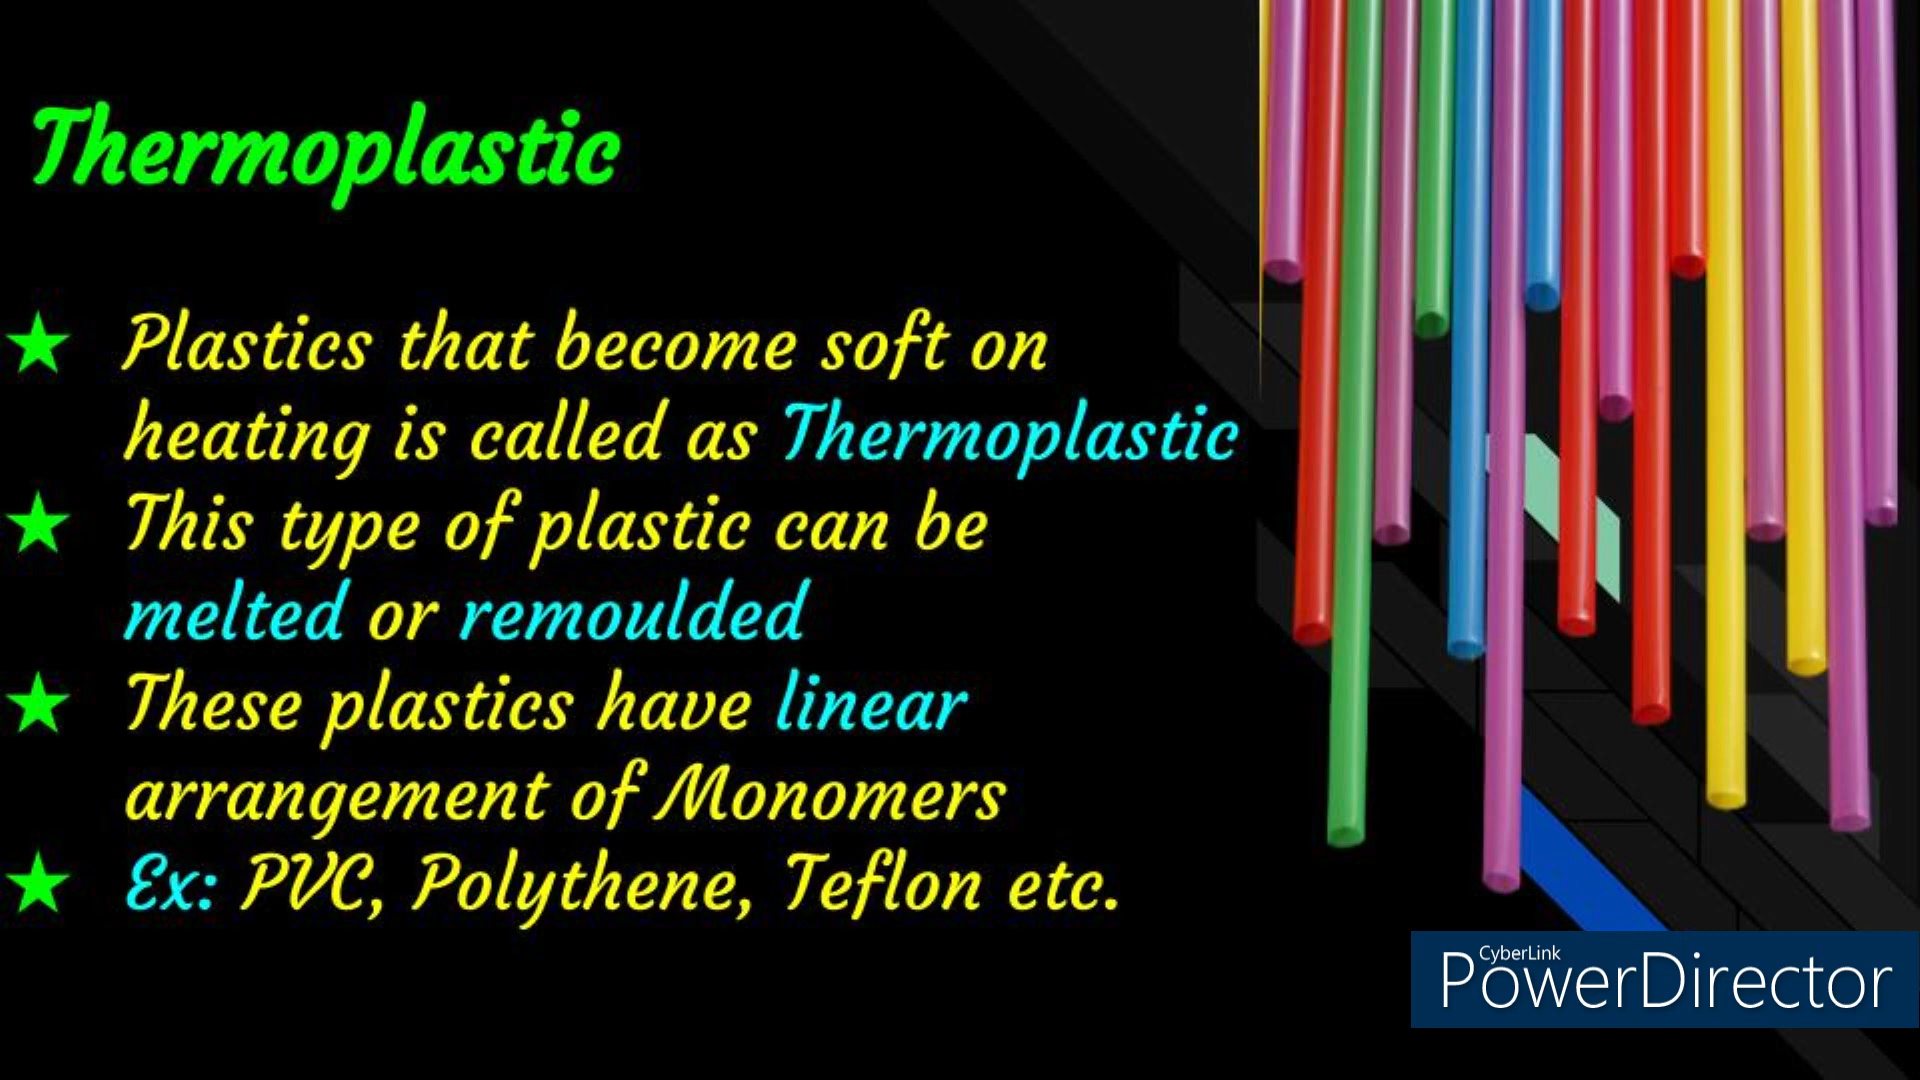 Thermoplastic
★ Plastics that become soft on
heating is called as Thermoplastic
★ This type of plastic can be
melted or remoulded
★ These plastics have linear
arrangement of Monomers
★ Ex: PVC, Polythene, Teflon etc.
CyberLink
PowerDirector